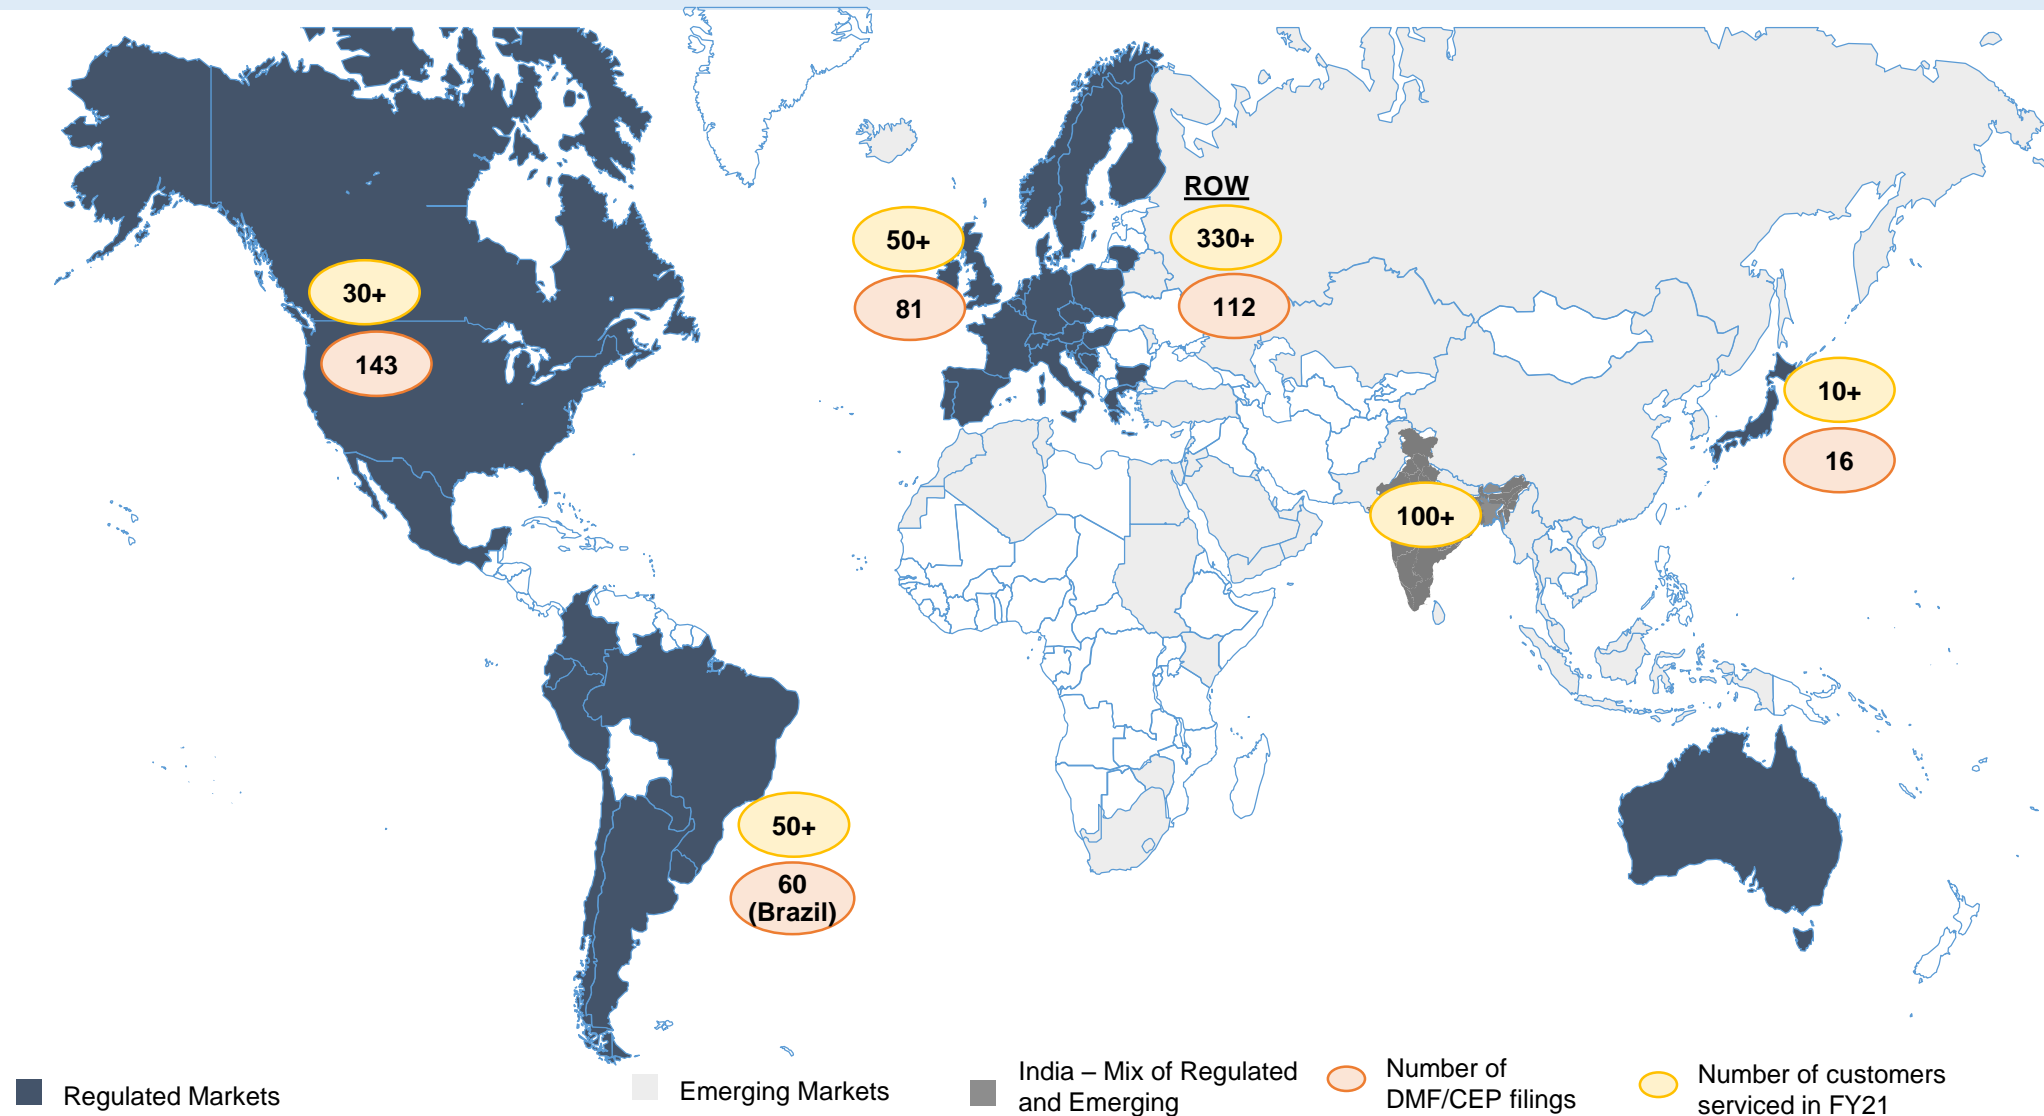 ROW
50+
330+
30+
81
112
143
10+
16
100+
50+
60
(Brazil)
Regulated Markets
Emerging Markets
India – Mix of Regulated
and Emerging
Number of
DMF/CEP filings
Number of customers
serviced in FY21